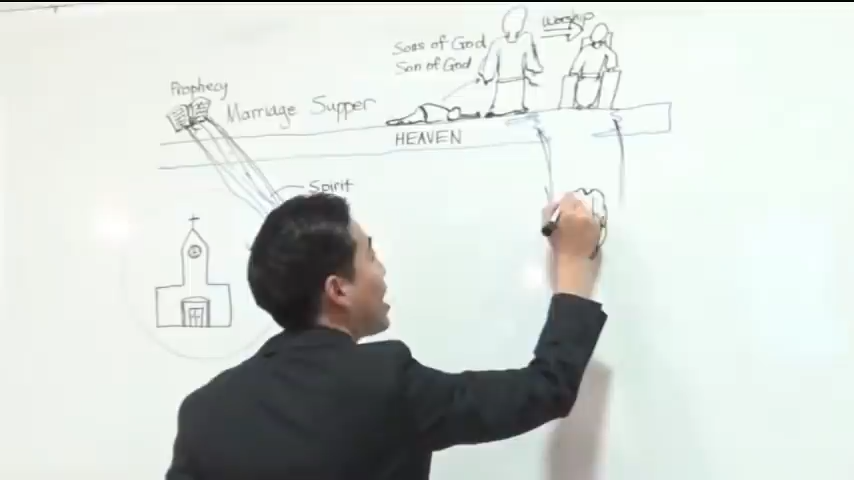 Worship
Sons of God
Son of God
Prophecy
Marriage Supper
HEAVEN
Spirit